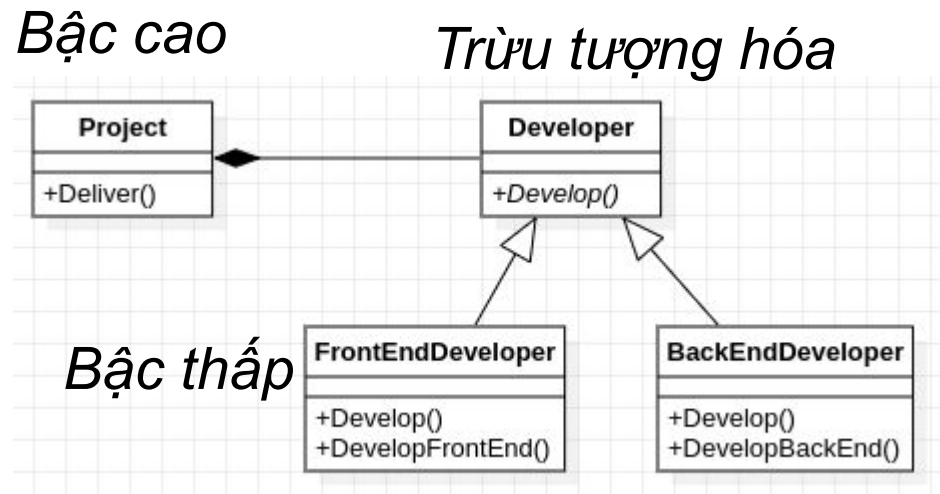 Bậc cao
Trừu tượng hóa
Project
+Deliver()
Developer
+Develop()
Bậc thấp
FrontEndDeveloper
+Develop()
+DevelopFrontEnd()
BackEndDeveloper
+Develop()
+DevelopBackEnd()